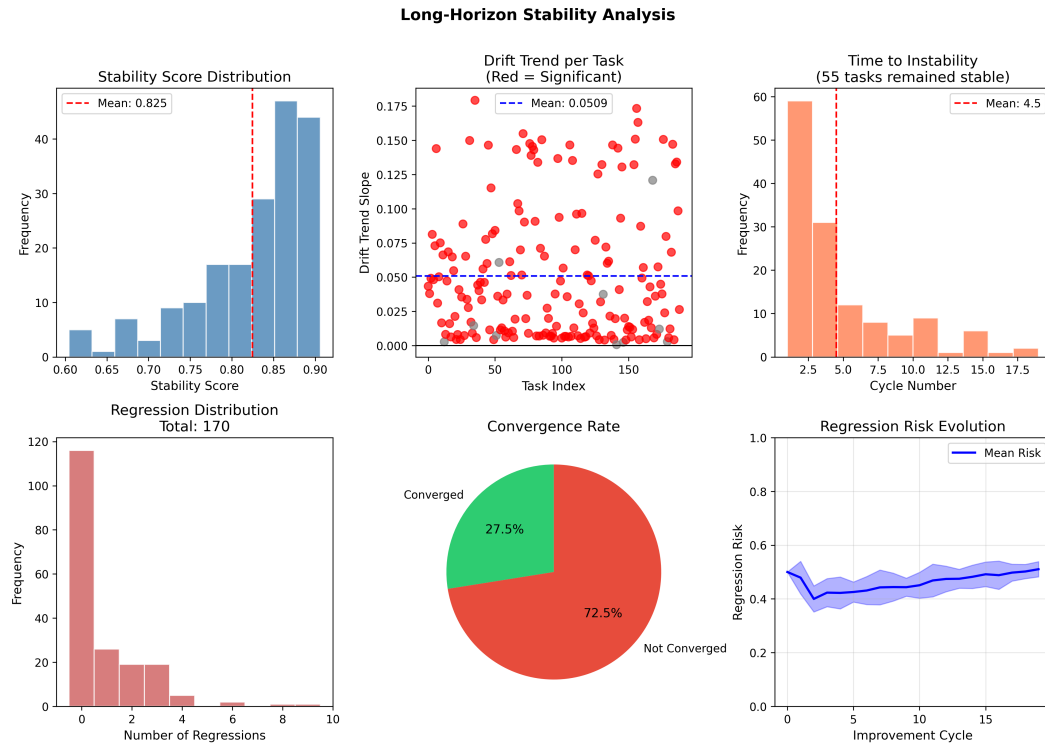 Long-Horizon Stability Analysis
Stability Score Distribution
Mean: 0.825
Frequency
40
30
20
10
0
0.60
0.65
0.70
0.75
0.80
0.85
0.90
Stability Score
Drift Trend per Task
(Red = Significant)
Mean: 0.0509
Drift Trend Slope
0.175
0.150
0.125
0.100
0.075
0.050
0.025
0.000
0
50
100
150
Task Index
Time to Instability
(55 tasks remained stable)
Mean: 4.5
Frequency
60
50
40
30
20
10
0
2.5
5.0
7.5
10.0
12.5
15.0
17.5
Cycle Number
Regression Distribution
Total: 170
Frequency
120
100
80
60
40
20
0
0
2
4
6
8
10
Number of Regressions
Convergence Rate
Converged
27.5%
72.5%
Not Converged
Regression Risk Evolution
Mean Risk
Regression Risk
1.0
0.8
0.6
0.4
0.2
0.0
0
5
10
15
Improvement Cycle